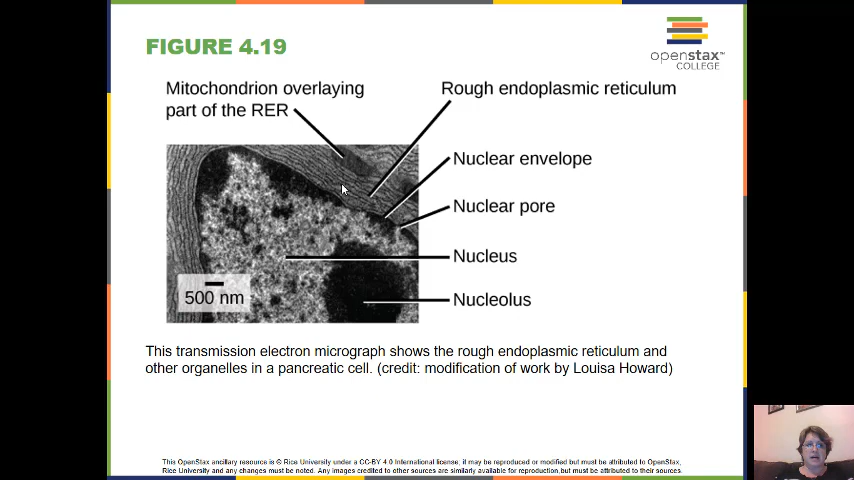 FIGURE 4.19
openstax™
COLLEGE
Mitochondrion overlaying
part of the RER
Rough endoplasmic reticulum
Nuclear envelope
Nuclear pore
Nucleus
Nucleolus
500 nm
This transmission electron micrograph shows the rough endoplasmic reticulum and
other organelles in a pancreatic cell. (credit: modification of work by Louisa Howard)
This OpenStax ancillary resource is © Rice University under a CC-BY 4.0 International license; it may be reproduced or modified but must be attributed to OpenStax,
Rice University and any changes must be noted. Any images credited to other sources are similarly available for reproduction, but must be attributed to their sources.